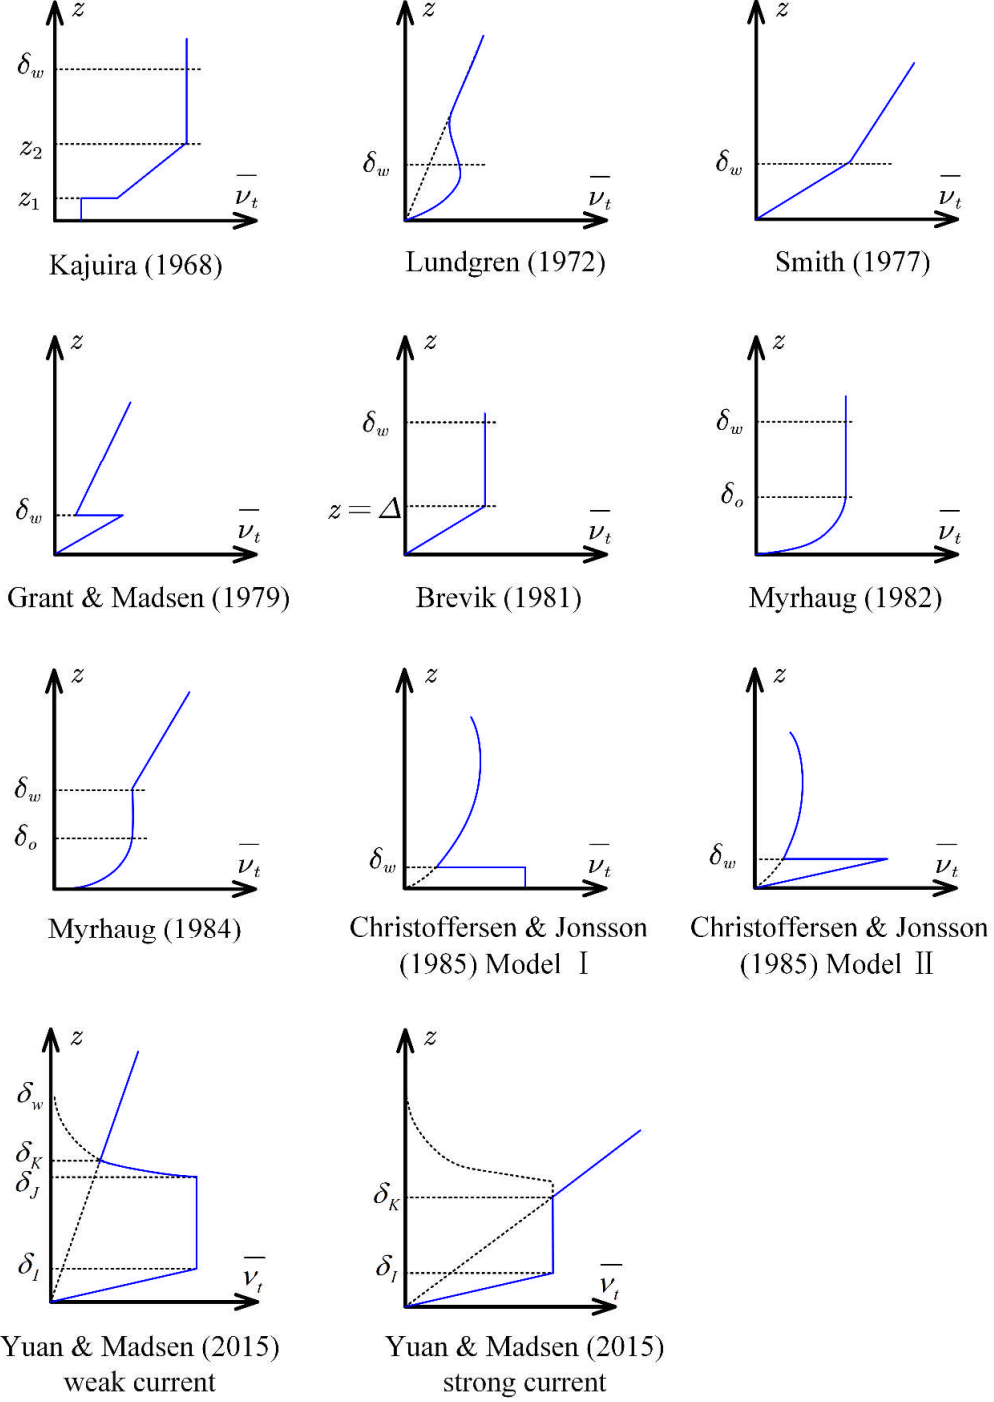 z
δw
z2
z1
ν̅t
Kajuira (1968)
z
δw
ν̅t
Lundgren (1972)
z
δw
ν̅t
Smith (1977)
z
δw
ν̅t
Grant & Madsen (1979)
z
δw
z = Δ
ν̅t
Brevik (1981)
z
δw
δo
ν̅t
Myrhaug (1982)
z
δw
δo
ν̅t
Myrhaug (1984)
z
δw
ν̅t
Christoffersen & Jonsson
(1985) Model Ⅰ
z
δw
ν̅t
Christoffersen & Jonsson
(1985) Model Ⅱ
z
δw
δK
δJ
δI
ν̅t
Yuan & Madsen (2015)
weak current
z
δK
δI
ν̅t
Yuan & Madsen (2015)
strong current